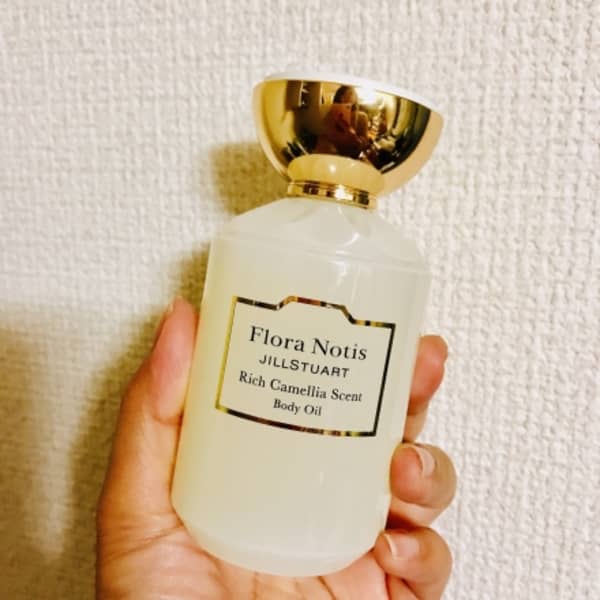 Flora Notis
JILLSTUART
Rich Camellia Scent
Body Oil